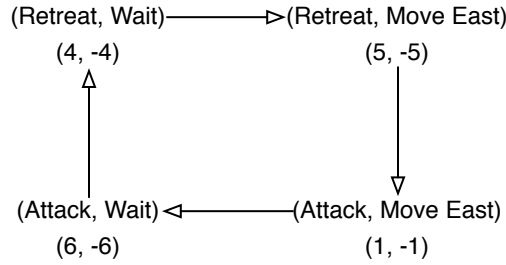 (Retreat, Wait) (Retreat, Move East)
(4, -4) (5, -5)
(Attack, Wait) (Attack, Move East)
(6, -6) (1, -1)